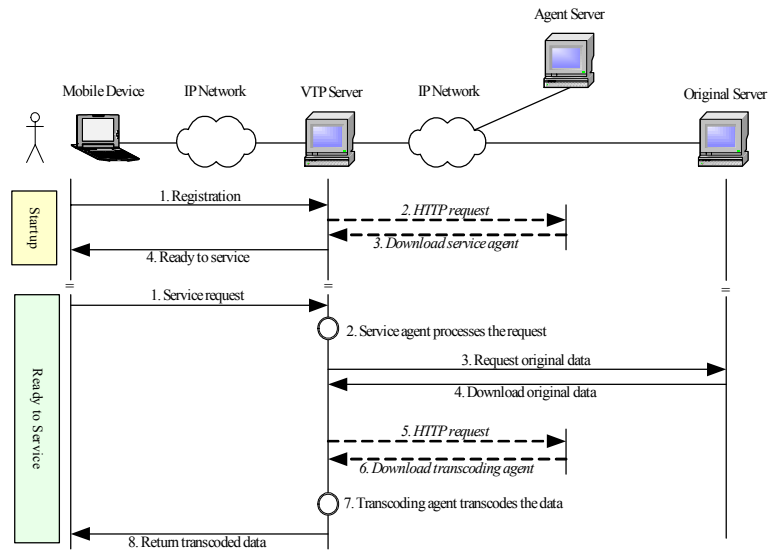 Agent Server
Mobile Device
IP Network
VTP Server
IP Network
Original Server
Startup
1. Registration
2. HTTP request
3. Download service agent
4. Ready to service
=
=
=
Ready to Service
1. Service request
2. Service agent processes the request
3. Request original data
4. Download original data
5. HTTP request
6. Download transcoding agent
7. Transcoding agent transcodes the data
8. Return transcoded data